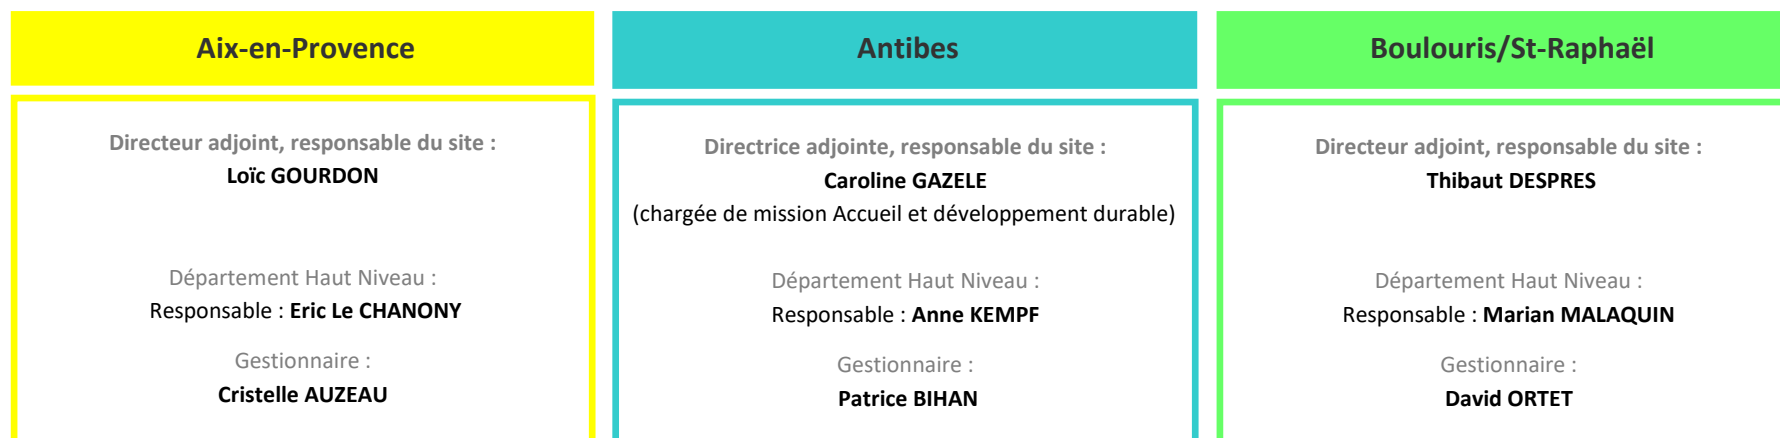 Aix-en-Provence
Directeur adjoint, responsable du site :
Loïc GOURDON
Département Haut Niveau :
Responsable : Eric Le CHANONY
Gestionnaire :
Cristelle AUZEAU
Antibes
Directrice adjointe, responsable du site :
Caroline GAZELE
(chargée de mission Accueil et développement durable)
Département Haut Niveau :
Responsable : Anne KEMPF
Gestionnaire :
Patrice BIHAN
Boulouris/St-Raphaël
Directeur adjoint, responsable du site :
Thibaut DESPRES
Département Haut Niveau :
Responsable : Marian MALAQUIN
Gestionnaire :
David ORTET